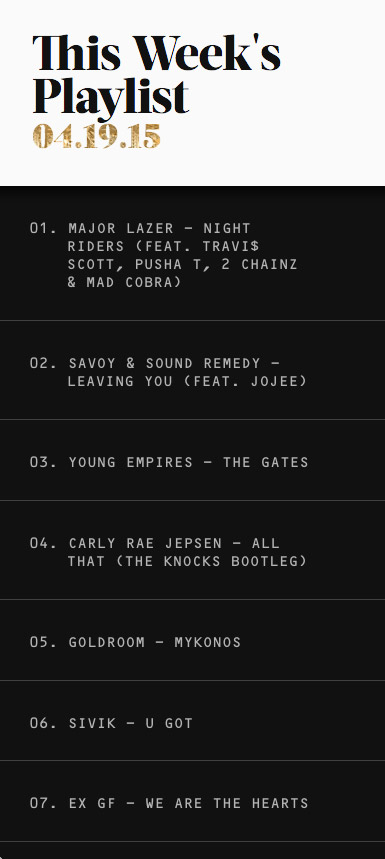 This Week's
Playlist
04.19.15
01. MAJOR LAZER – NIGHT
RIDERS (FEAT. TRAVI$
SCOTT, PUSHA T, 2 CHAINZ
& MAD COBRA)
02. SAVOY & SOUND REMEDY –
LEAVING YOU (FEAT. JOJEE)
03. YOUNG EMPIRES – THE GATES
04. CARLY RAE JEPSEN – ALL
THAT (THE KNOCKS BOOTLEG)
05. GOLDROOM – MYKONOS
06. SIVIK – U GOT
07. EX GF – WE ARE THE HEARTS